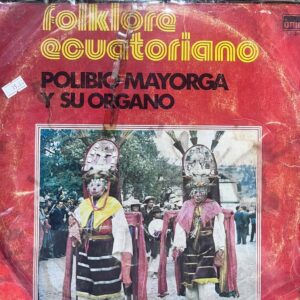 folklore
ecuatoriano
POLIBIO MAYORGA
Y SU ORGANO